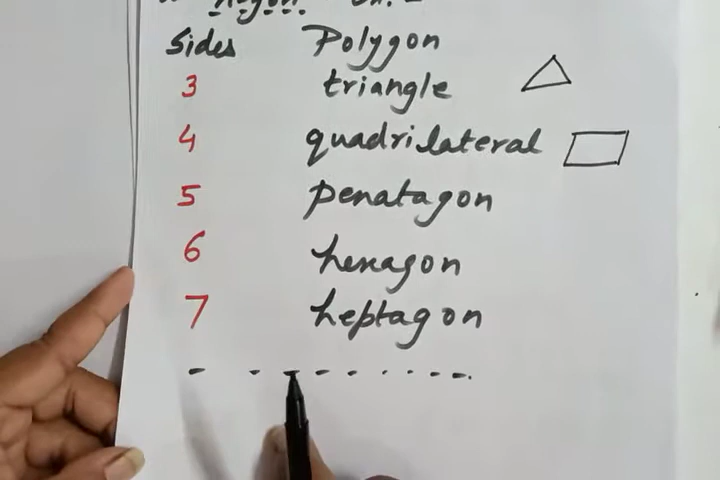 Sides Polygon
3 triangle
4 quadrilateral
5 penatagon
6 hexagon
7 heptagon